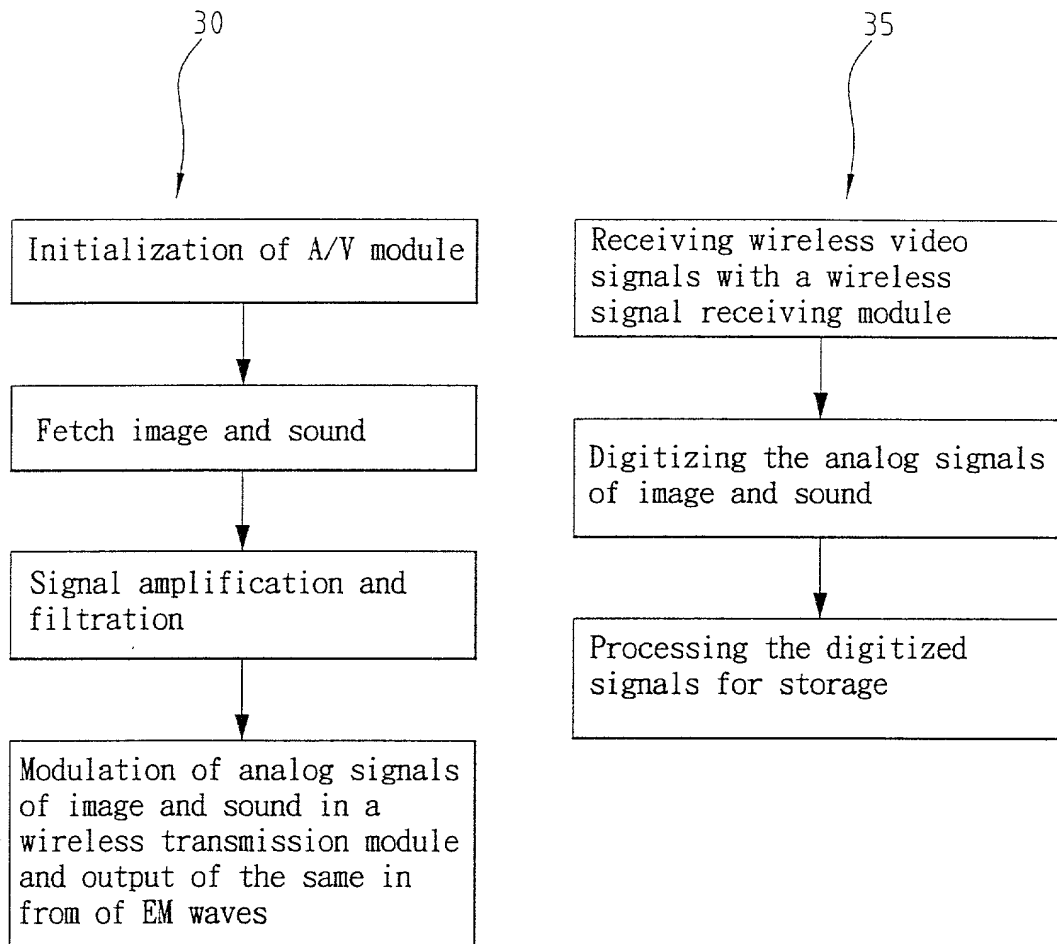 30
Initialization of A/V module
Fetch image and sound
Signal amplification and
filtration
Modulation of analog signals
of image and sound in a
wireless transmission module
and output of the same in
from of EM waves
35
Receiving wireless video
signals with a wireless
signal receiving module
Digitizing the analog signals
of image and sound
Processing the digitized
signals for storage